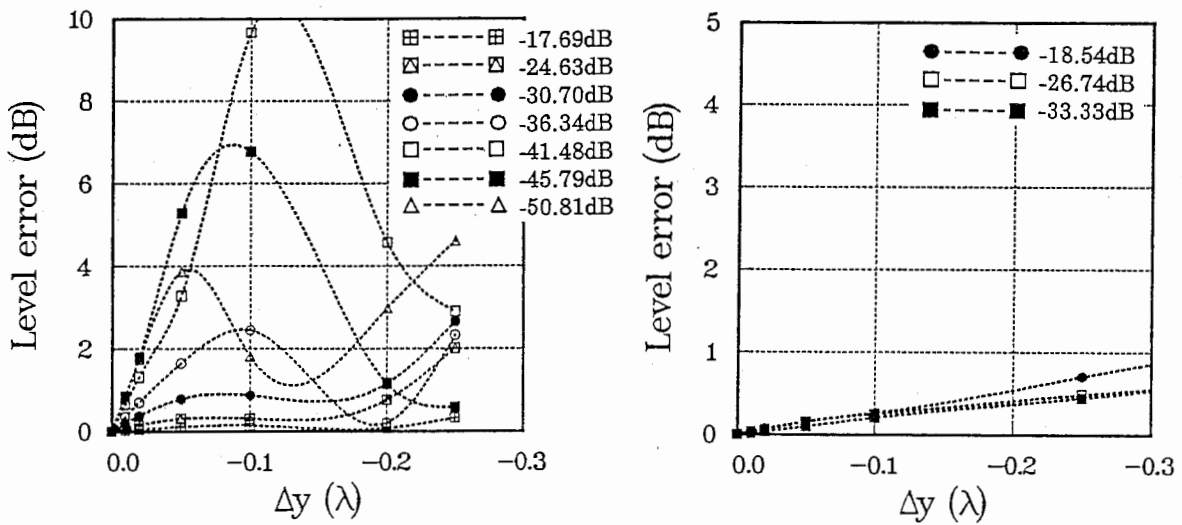 10
8
6
4
2
0
Level error (dB)
-17.69dB
-24.63dB
-30.70dB
-36.34dB
-41.48dB
-45.79dB
-50.81dB
0.0 −0.1 −0.2 −0.3
Δy (λ)
5
4
3
2
1
0
Level error (dB)
-18.54dB
-26.74dB
-33.33dB
0.0 −0.1 −0.2 −0.3
Δy (λ)